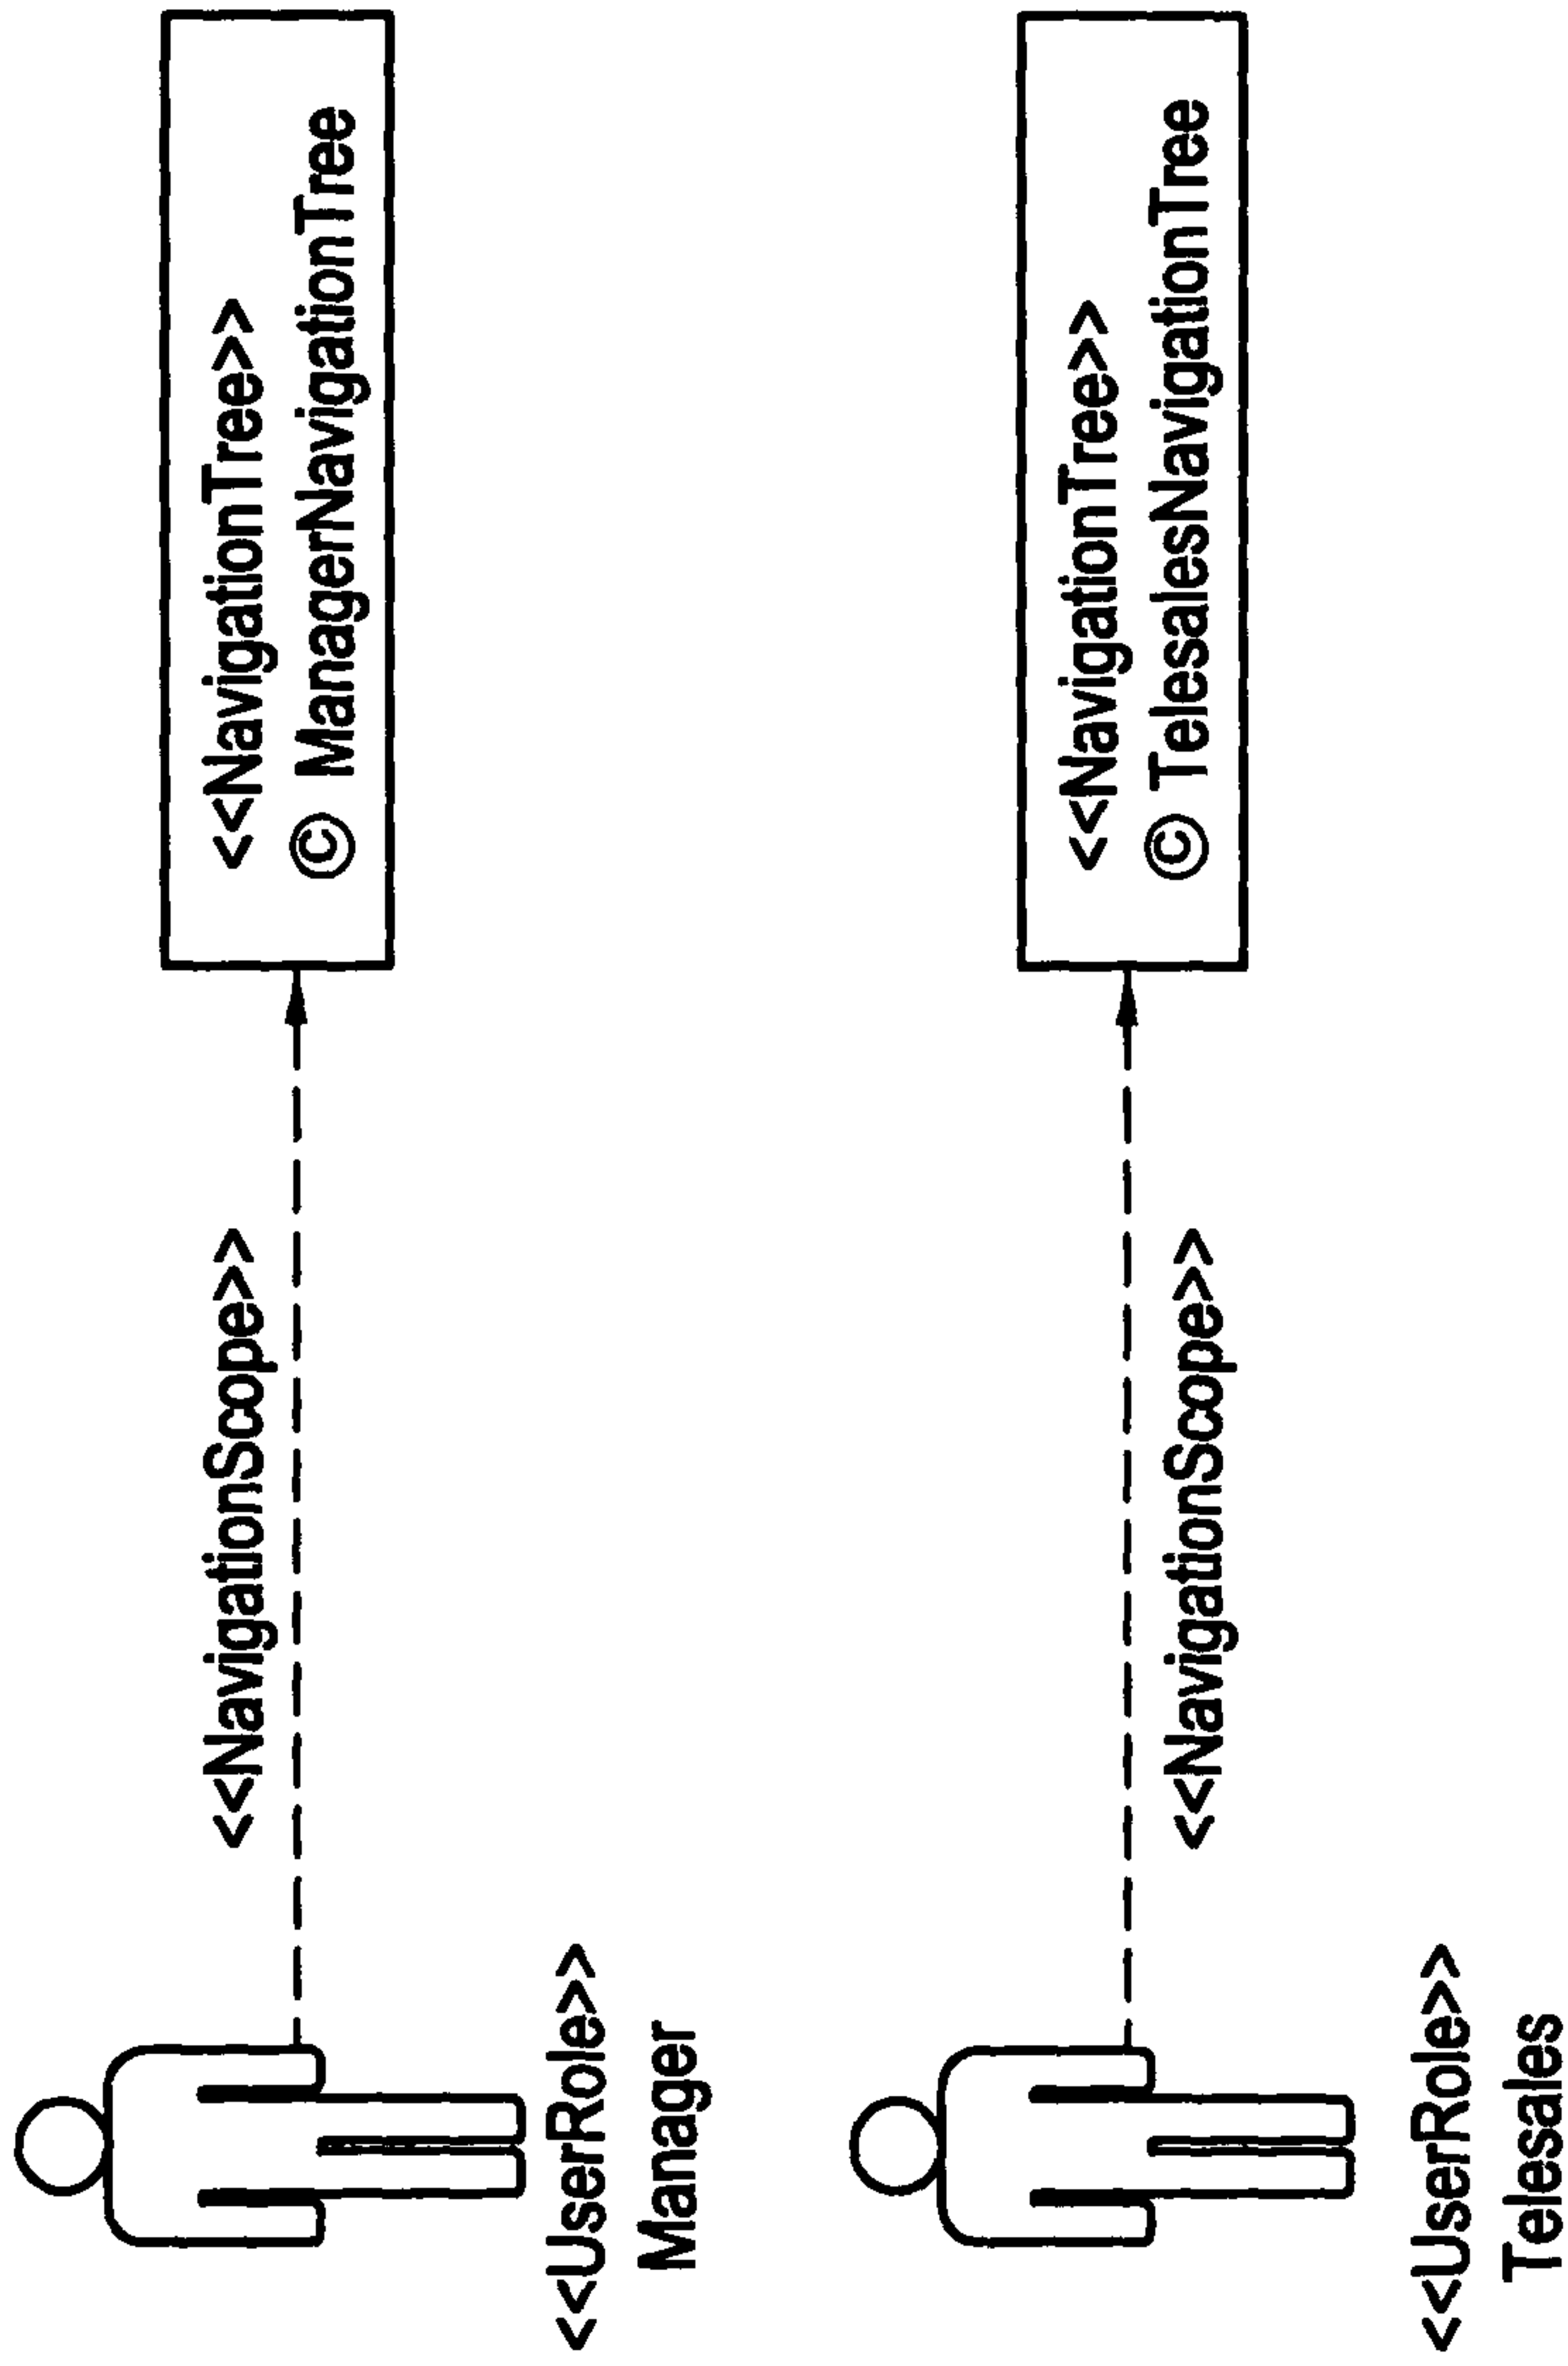 <<NavigationTree>>
© ManagerNavigationTree
<<NavigationScope>>
<<UserRole>>
Manager
<<NavigationTree>>
© TelesalesNavigationTree
<<NavigationScope>>
<<UserRole>>
Telesales